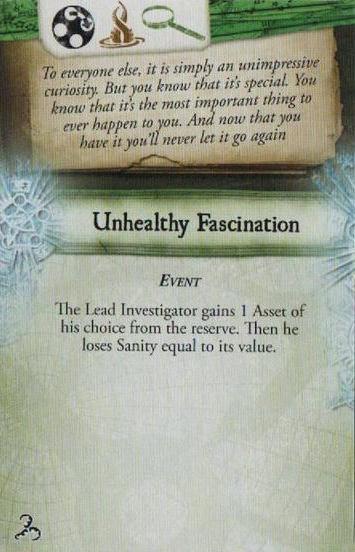 To everyone else, it is simply an unimpressive
curiosity. But you know that it's special. You
know that it's the most important thing to
ever happen to you. And now that you
have it you'll never let it go again
Unhealthy Fascination
EVENT
The Lead Investigator gains 1 Asset of
his choice from the reserve. Then he
loses Sanity equal to its value.